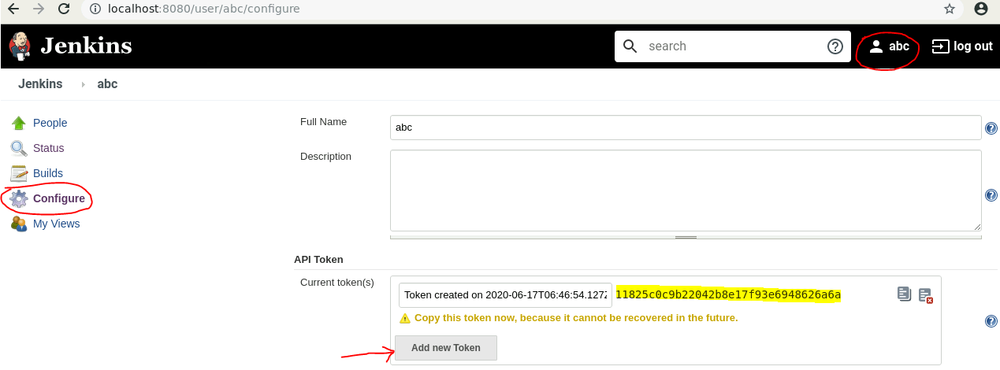 localhost:8080/user/abc/configure
Jenkins
search
abc
log out
Jenkins
abc
People
Status
Builds
Configure
My Views
Full Name
abc
Description
API Token
Current token(s)
Token created on 2020-06-17T06:46:54.127Z
11825c0c9b22042b8e17f93e6948626a6a
Copy this token now, because it cannot be recovered in the future.
Add new Token